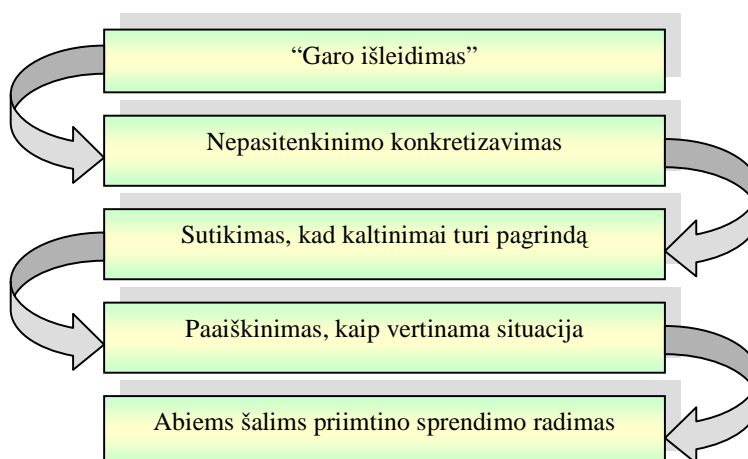 “Garo išleidimas”
Nepasitenkinimo konkretizavimas
Sutikimas, kad kaltinimai turi pagrindą
Paaiškinimas, kaip vertinama situacija
Abiems šalims priimtino sprendimo radimas